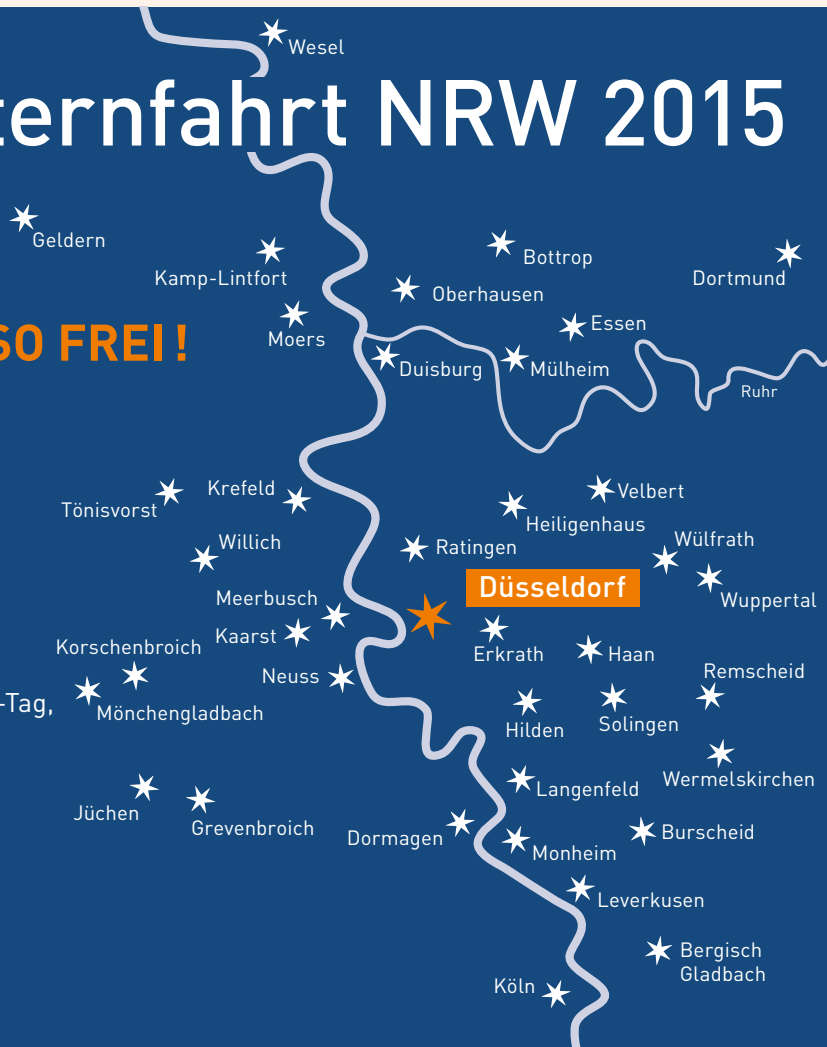 Wesel
ternfahrt NRW 2015
Geldern
Bottrop
Kamp-Lintfort
Dortmund
Oberhausen
Essen
SO FREI !
Moers
Duisburg
Mülheim
Ruhr
Krefeld
Velbert
Tönisvorst
Heiligenhaus
Willich
Wülfrath
Ratingen
Düsseldorf
Wuppertal
Meerbusch
Kaarst
Korschenbroich
Erkrath
Haan
Neuss
Remscheid
-Tag,
Mönchengladbach
Hilden
Solingen
Wermelskirchen
Langenfeld
Jüchen
Grevenbroich
Dormagen
Burscheid
Monheim
Leverkusen
Bergisch
Gladbach
Köln